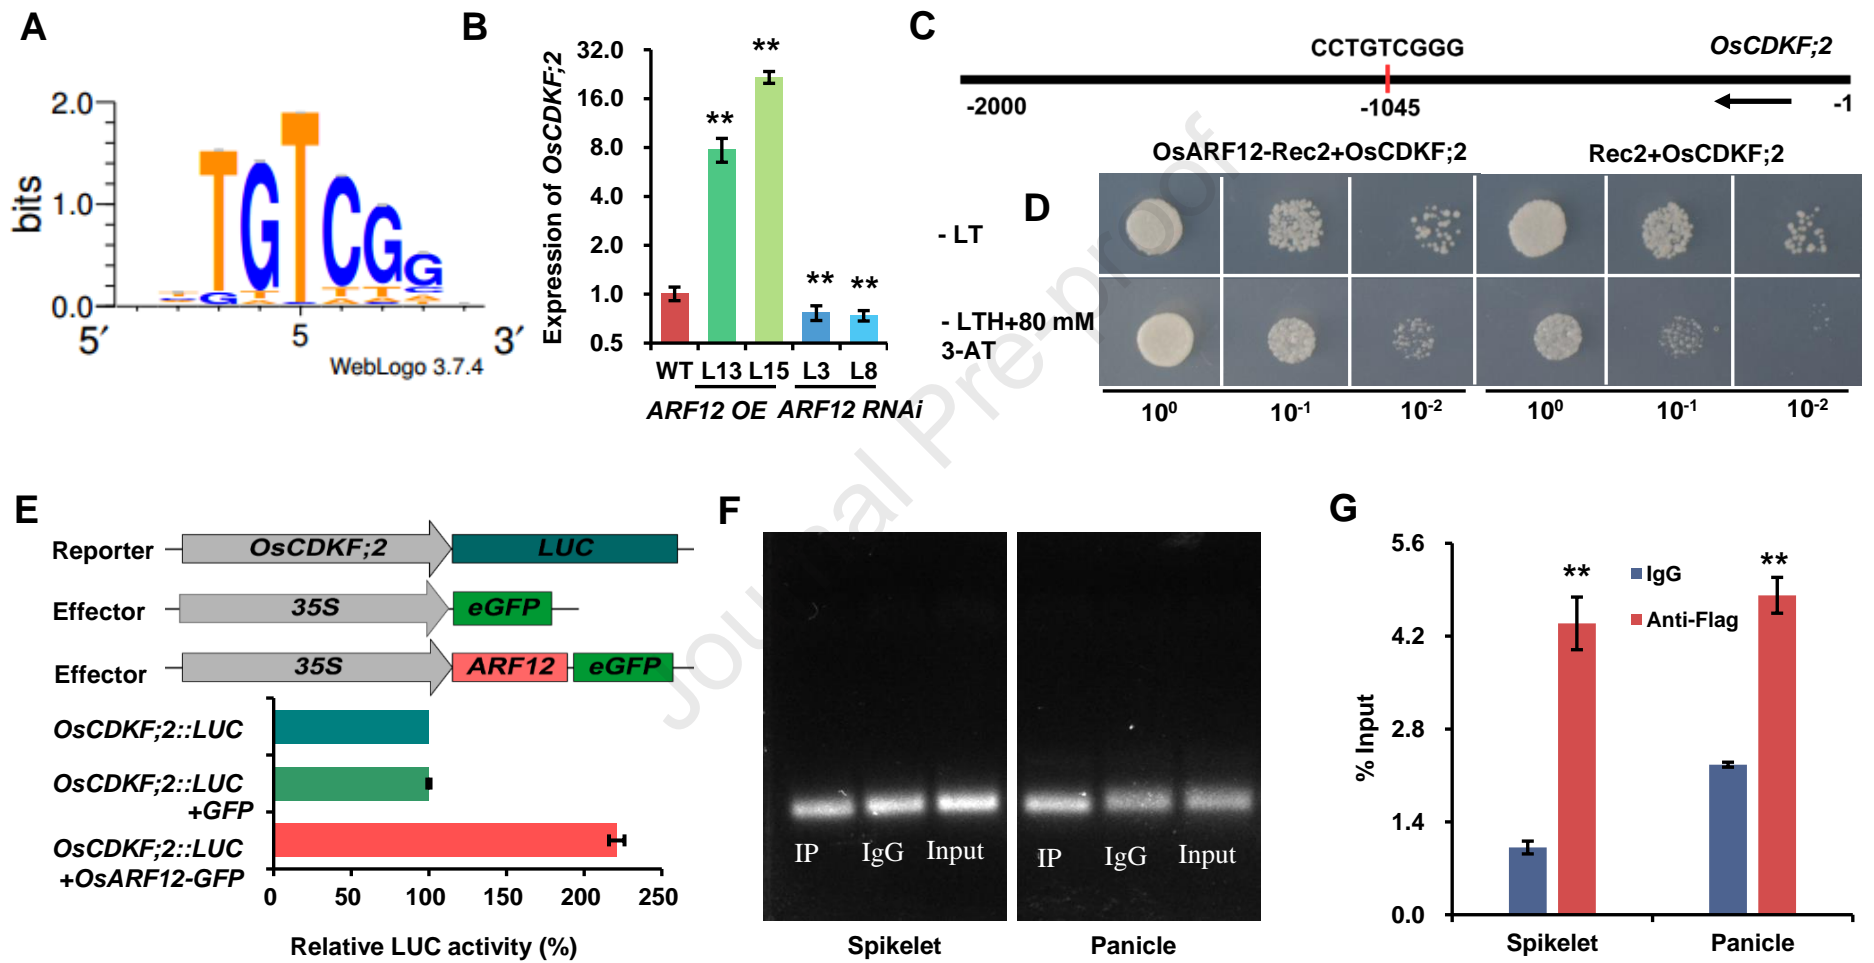 A
bits
2.0
1.0
0.0
TGTCGG
5′
5
3′
WebLogo 3.7.4
B
Expression of OsCDKF;2
32.0
16.0
8.0
4.0
2.0
1.0
0.5
**
**
**
**
WT L13 L15 L3 L8
ARF12 OE ARF12 RNAi
C
CCTGTCGGG
OsCDKF;2
-2000
-1045
-1
D
OsARF12-Rec2+OsCDKF;2
Rec2+OsCDKF;2
- LT
- LTH+80 mM
3-AT
10⁰ 10⁻¹ 10⁻² 10⁰ 10⁻¹ 10⁻²
Journal Pre-proof
E
Reporter OsCDKF;2 LUC
Effector 35S eGFP
Effector 35S ARF12 eGFP
OsCDKF;2::LUC
OsCDKF;2::LUC
+GFP
OsCDKF;2::LUC
+OsARF12-GFP
0 50 100 150 200 250
Relative LUC activity (%)
F
IP IgG Input
IP IgG Input
Spikelet
Panicle
G
% Input
5.6
4.2
2.8
1.4
0.0
**
**
IgG
Anti-Flag
Spikelet
Panicle